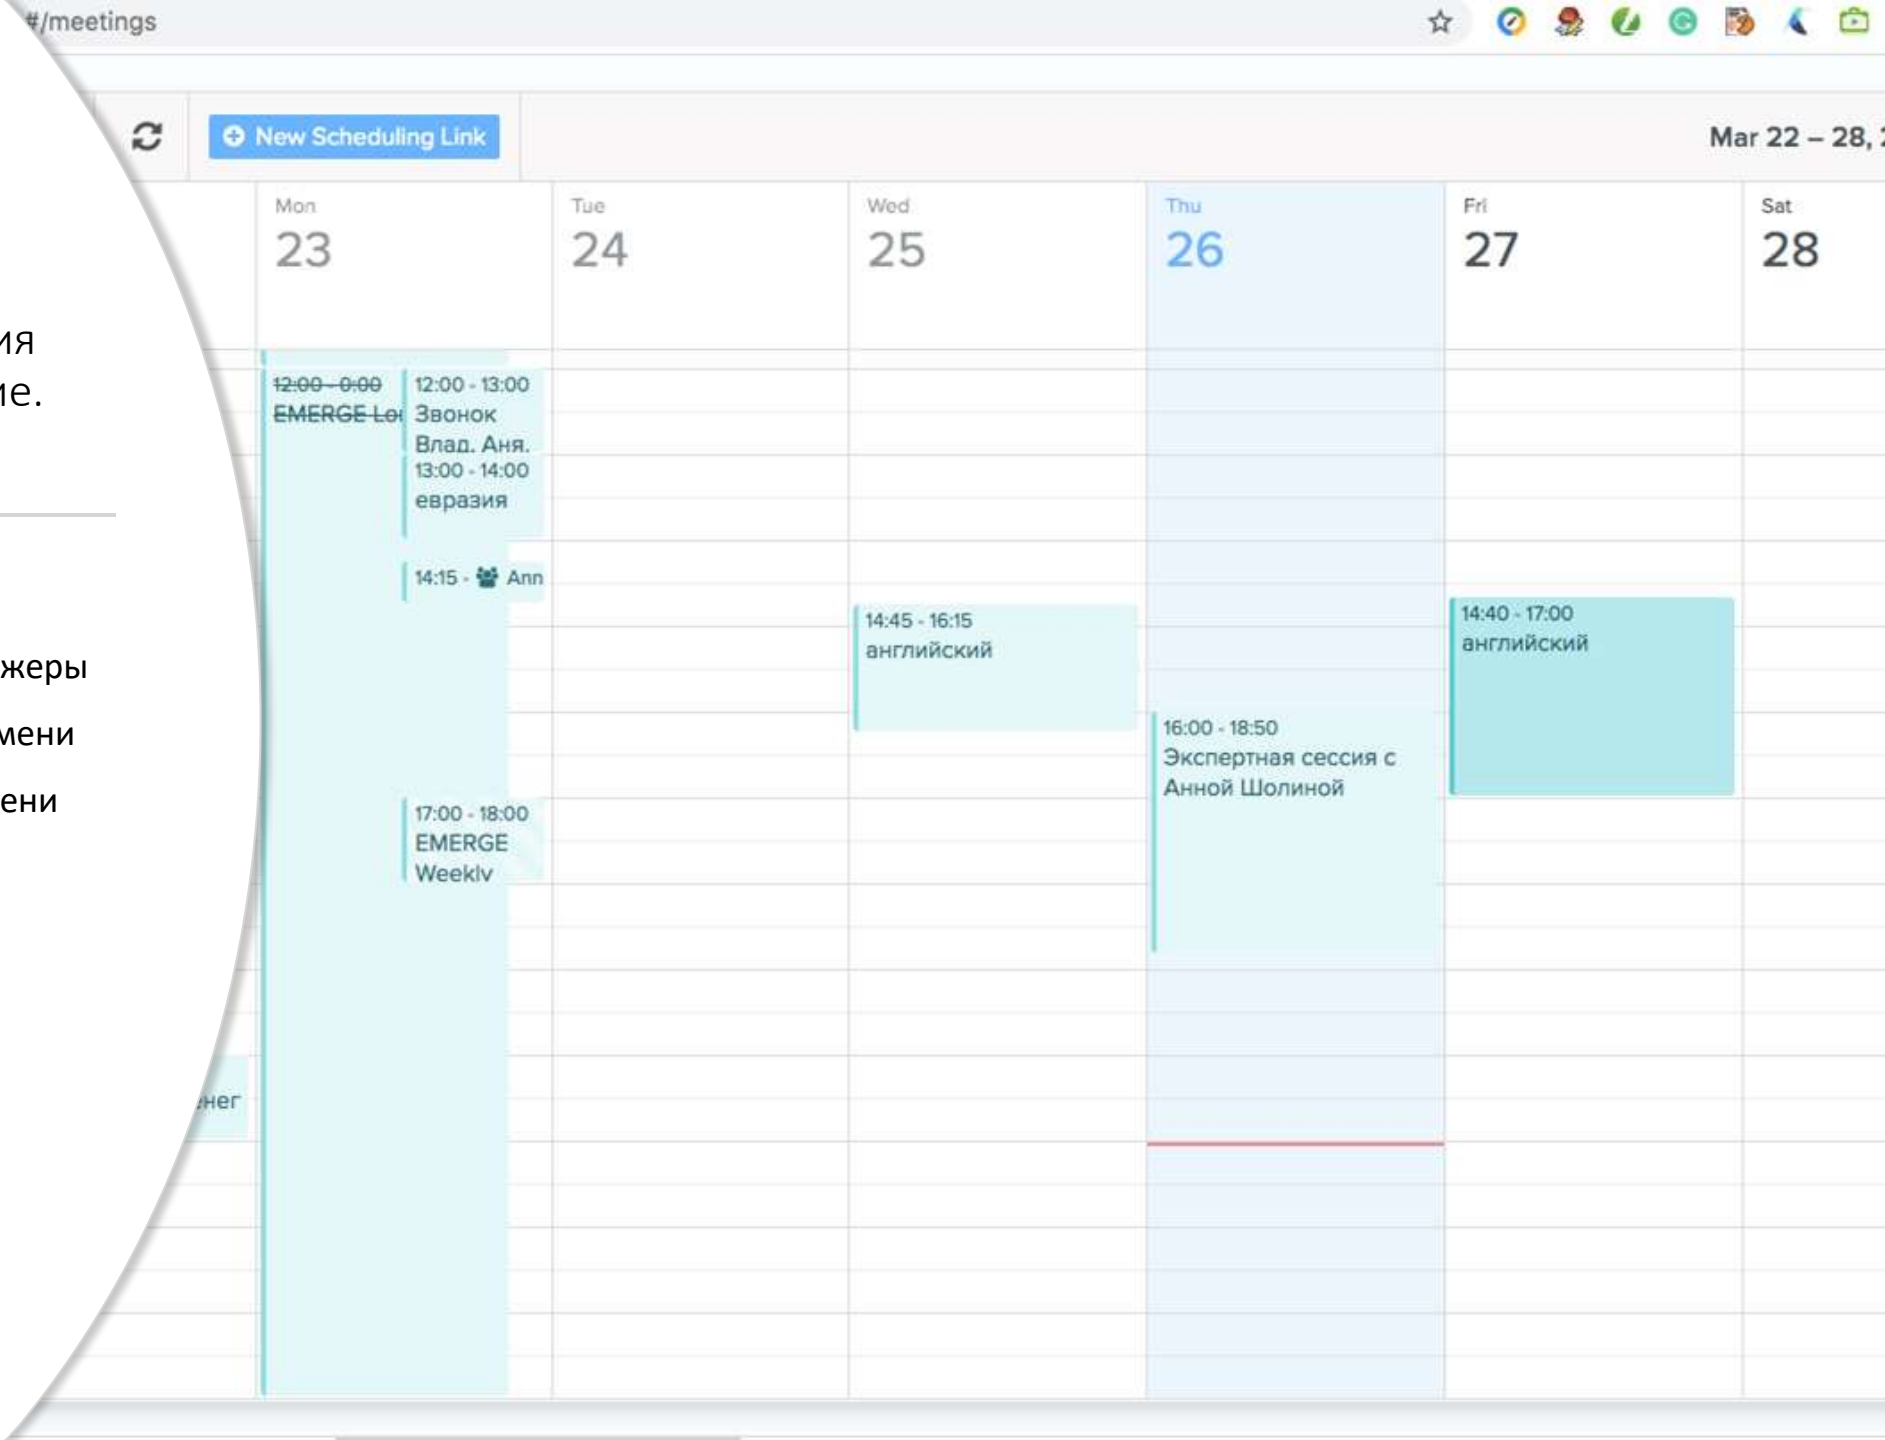 #/meetings
New Scheduling Link
Mar 22 – 28,
Mon
23
Tue
24
Wed
25
Thu
26
Fri
27
Sat
28
ия
ие.
жеры
мени
ени
12:00 - 0:00
EMERGE Lo
12:00 - 13:00
Звонок
Влад. Аня.
13:00 - 14:00
евразия
14:15 - Ann
17:00 - 18:00
EMERGE
Weekly
14:45 - 16:15
английский
16:00 - 18:50
Экспертная сессия с
Анной Шолиной
14:40 - 17:00
английский
нег